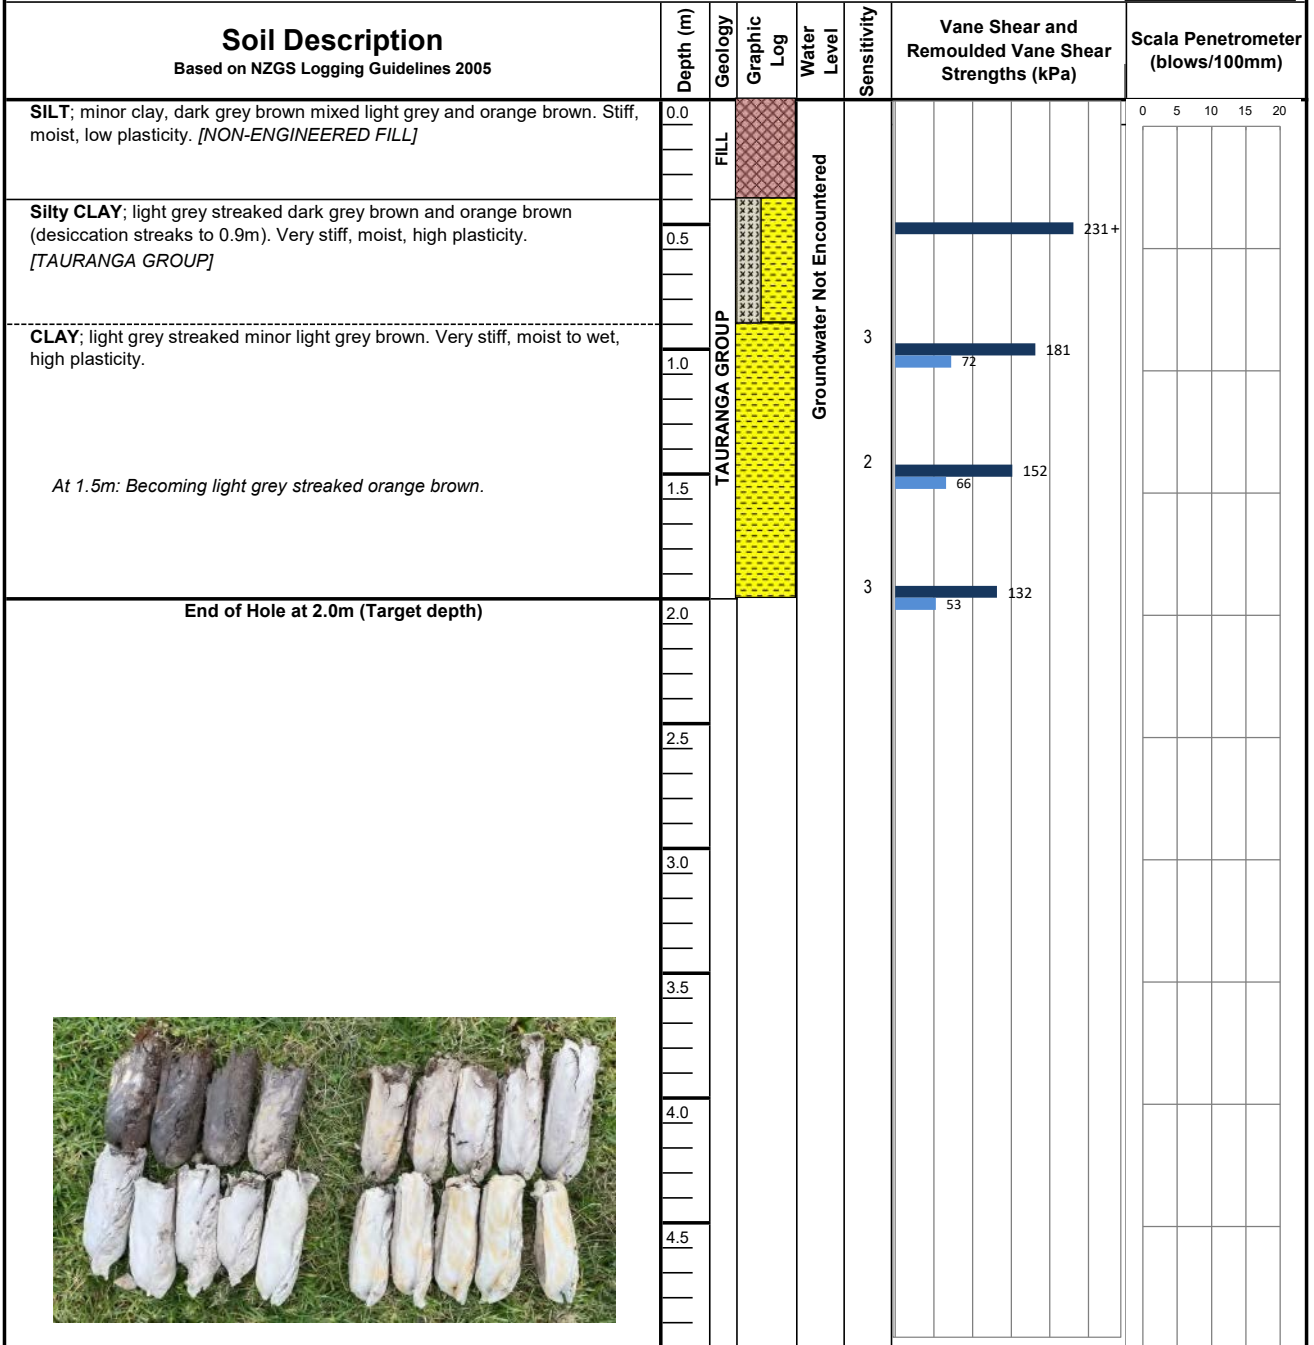 Soil Description
Based on NZGS Logging Guidelines 2005
Depth (m)
Geology
Graphic
Log
Water
Level
Sensitivity
Vane Shear and
Remoulded Vane Shear
Strengths (kPa)
Scala Penetrometer
(blows/100mm)
0 5 10 15 20
SILT; minor clay, dark grey brown mixed light grey and orange brown. Stiff,
moist, low plasticity. [NON-ENGINEERED FILL]
0.0
FILL
Silty CLAY; light grey streaked dark grey brown and orange brown
(desiccation streaks to 0.9m). Very stiff, moist, high plasticity.
[TAURANGA GROUP]
0.5
231+
TAURANGA GROUP
Groundwater Not Encountered
CLAY; light grey streaked minor light grey brown. Very stiff, moist to wet,
high plasticity.
1.0
3
181
72
At 1.5m: Becoming light grey streaked orange brown.
1.5
2
152
66
3
132
53
End of Hole at 2.0m (Target depth)
2.0
2.5
3.0
3.5
4.0
4.5